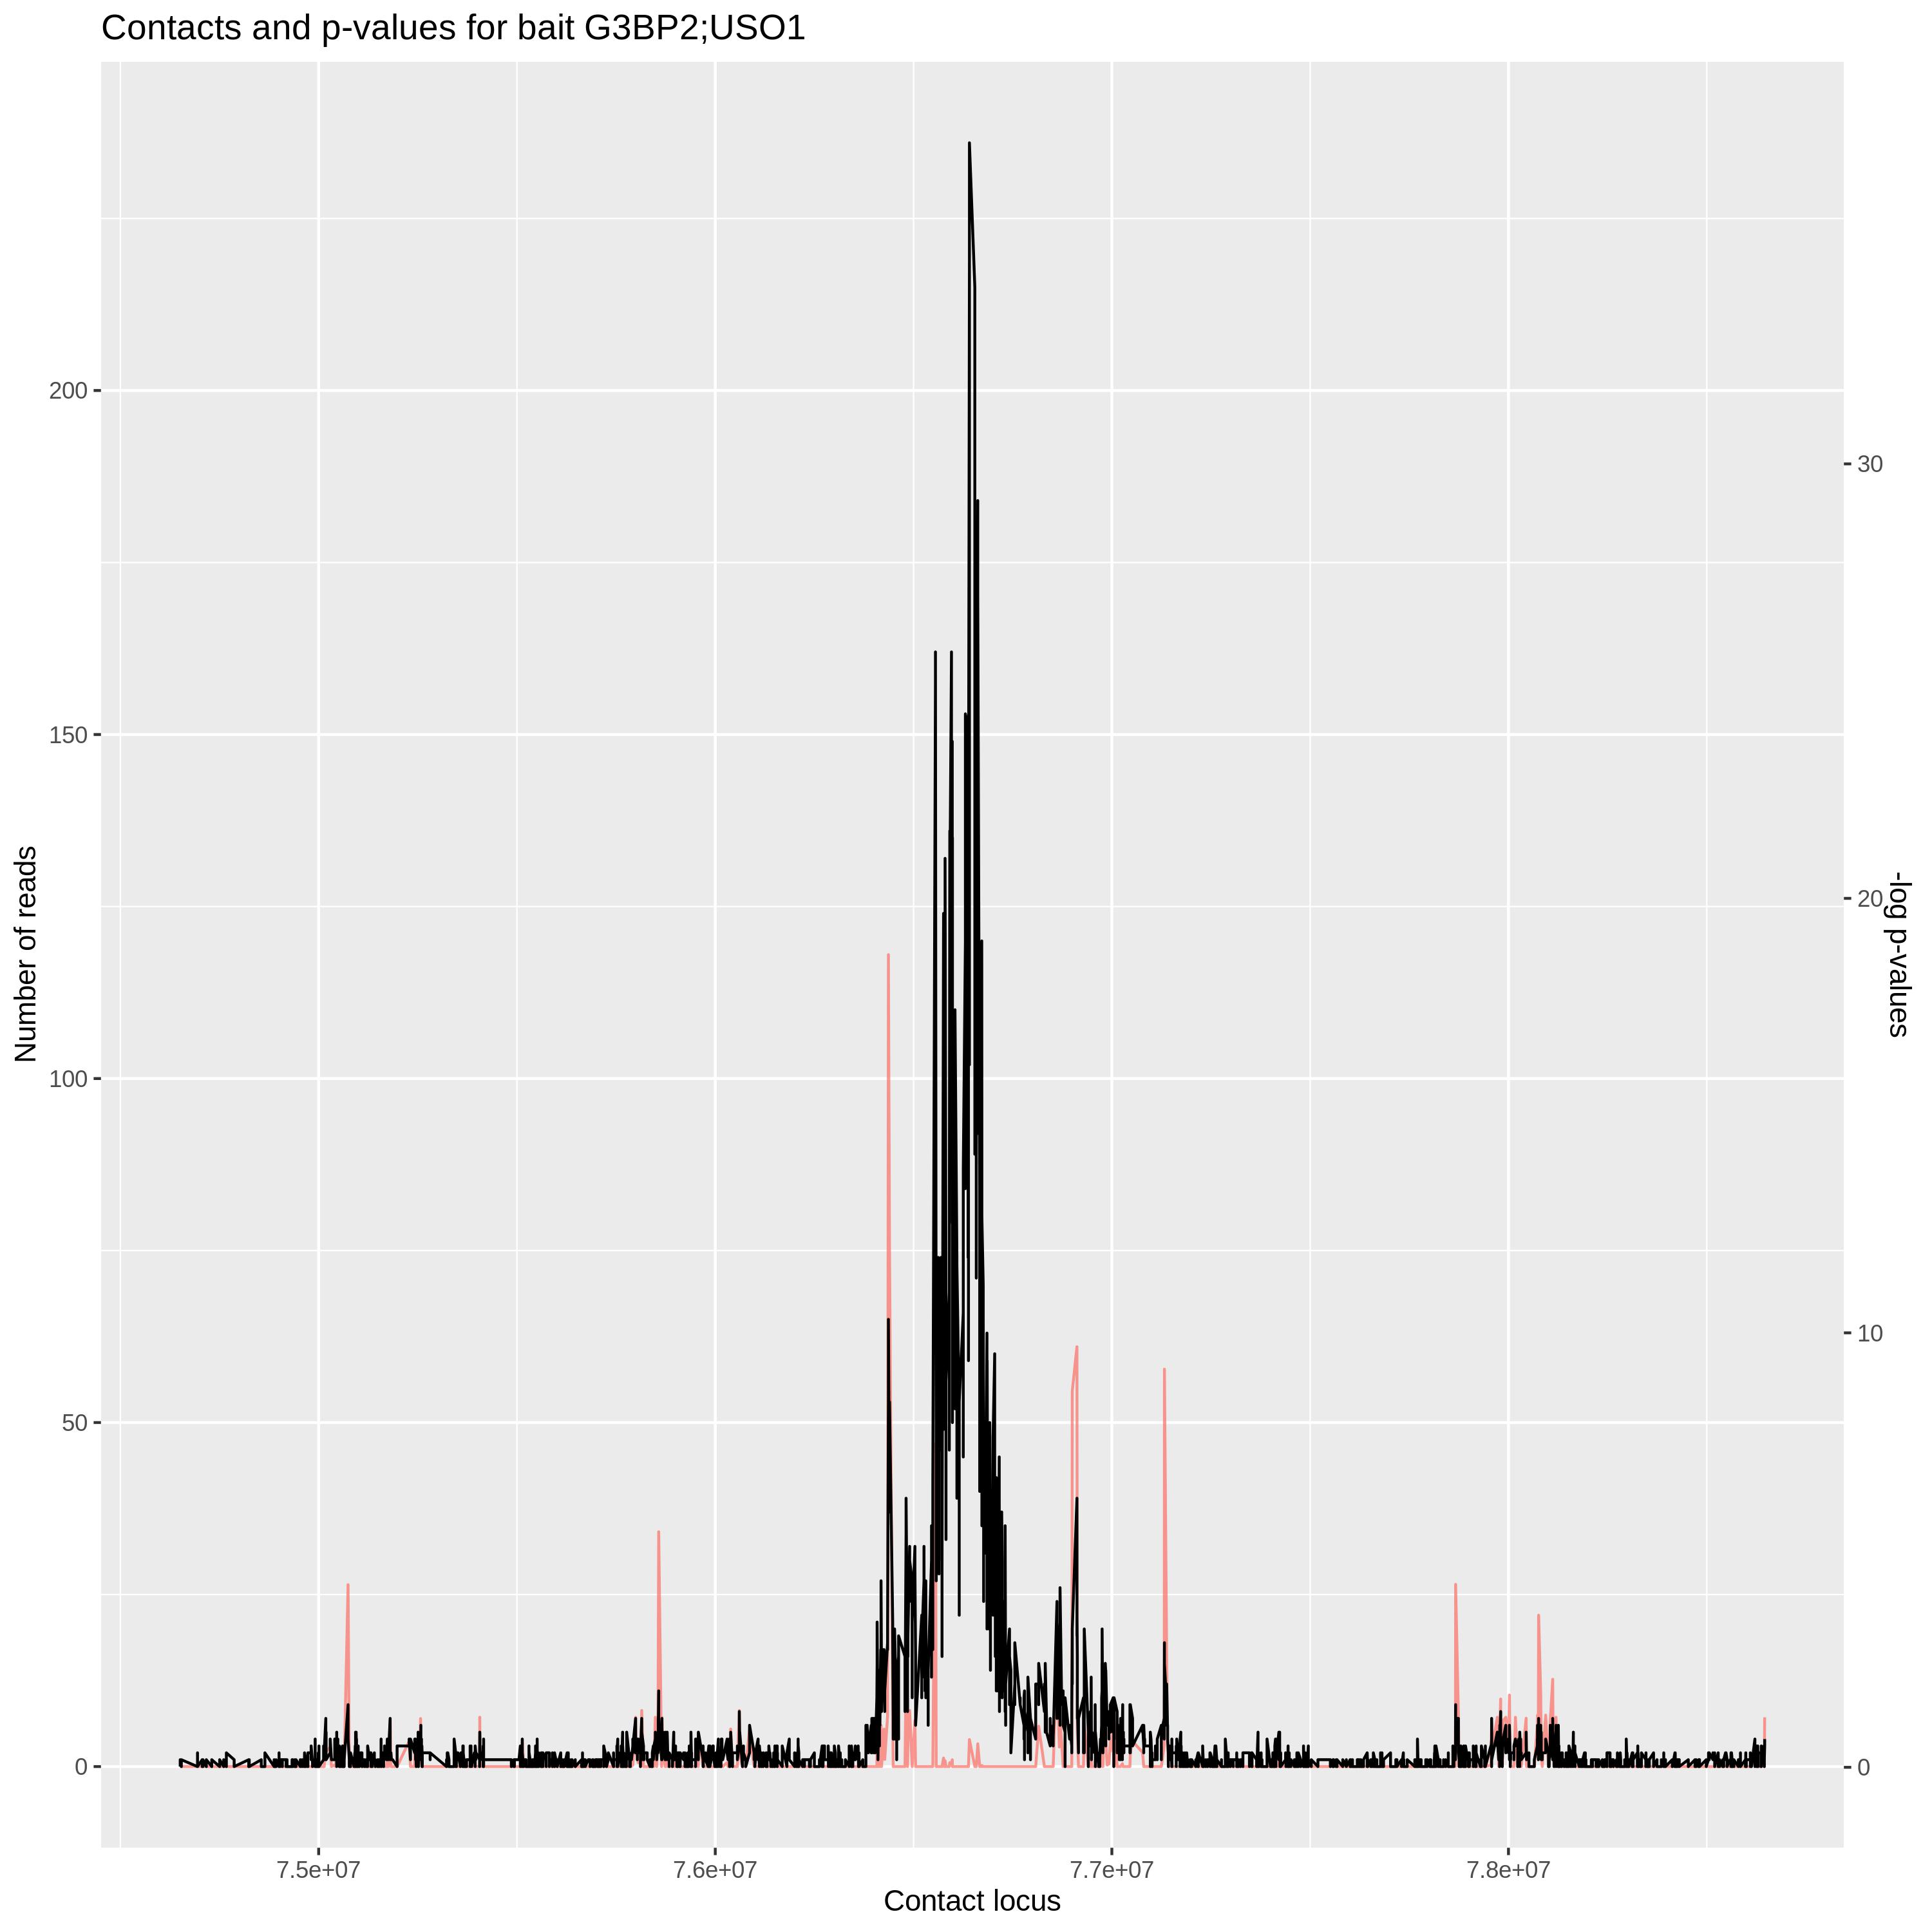 Contacts and p-values for bait G3BP2;USO1
Number of reads
200
150
100
50
0
30
20
10
0
-log p-values
7.5e+07
7.6e+07
7.7e+07
7.8e+07
Contact locus